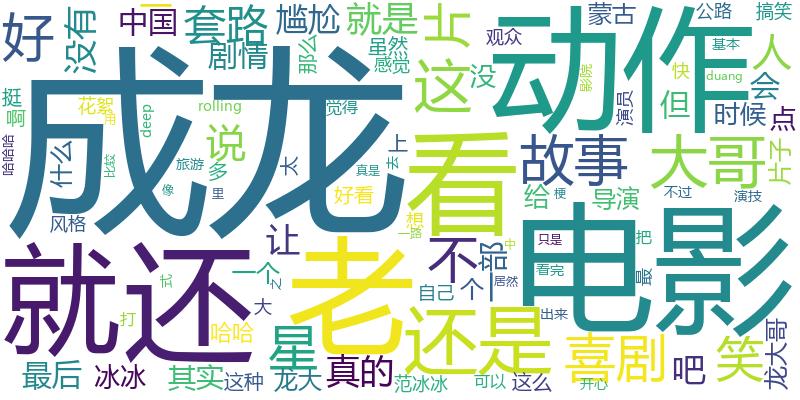 好
没有
中国
套路
尴尬
就是
蒙古
公路
搞笑
剧情
那么
虽然
感觉
片
这
没
观众
动作
基本
人
影院
快
duang
会
但
时候
点
演员
挺
啊
花絮
deep
rolling
觉得
哈哈哈
什么
比较
旅游
说
多
太
上
成龙
看
故事
大哥
片子
像
里
好看
真是
去
给
导演
梗
不过
演技
风格
想
一路
中
只是
把
让
不
一部
电影
最
就还
老
一个
自己
个
居然
看完
大
出来
打
哈哈
星
还是
喜剧
吧
笑
龙大哥
最后
冰冰
其实
这种
龙大
真的
范冰冰
可以
这么
开心